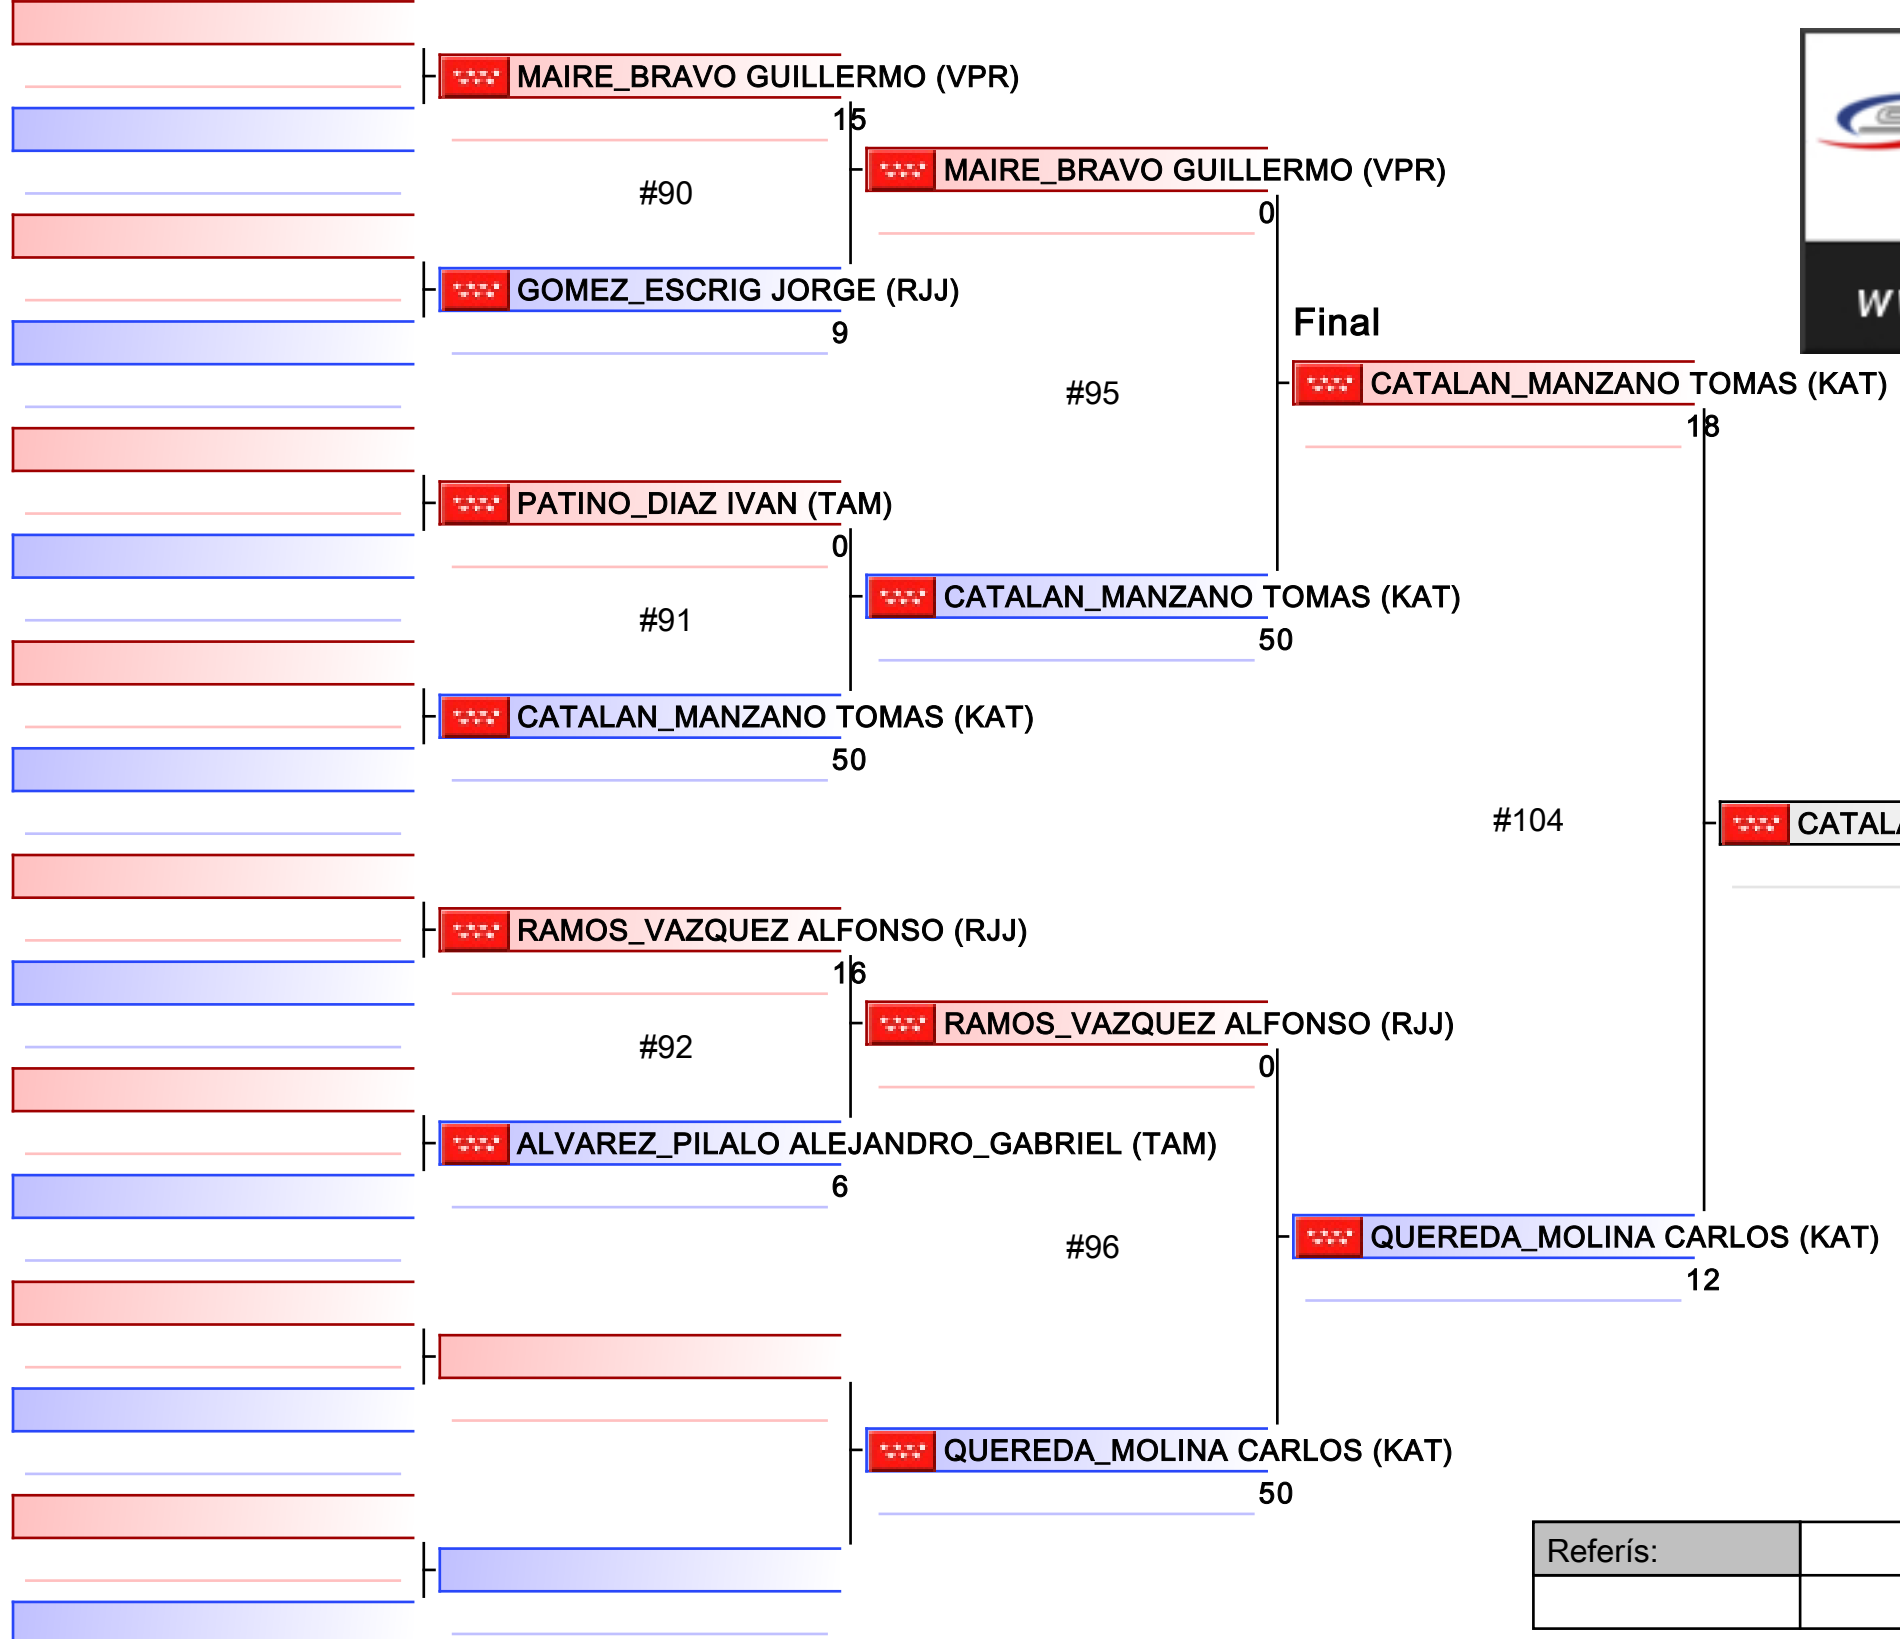 MAIRE_BRAVO GUILLERMO (VPR)
15
#90
GOMEZ_ESCRIG JORGE (RJJ)
9
PATINO_DIAZ IVAN (TAM)
0
#91
CATALAN_MANZANO TOMAS (KAT)
50
RAMOS_VAZQUEZ ALFONSO (RJJ)
16
#92
ALVAREZ_PILALO ALEJANDRO_GABRIEL (TAM)
6
MAIRE_BRAVO GUILLERMO (VPR)
0
#95
CATALAN_MANZANO TOMAS (KAT)
50
RAMOS_VAZQUEZ ALFONSO (RJJ)
0
#96
QUEREDA_MOLINA CARLOS (KAT)
50
Final
CATALAN_MANZANO TOMAS (KAT)
18
#104
QUEREDA_MOLINA CARLOS (KAT)
12
Referís: